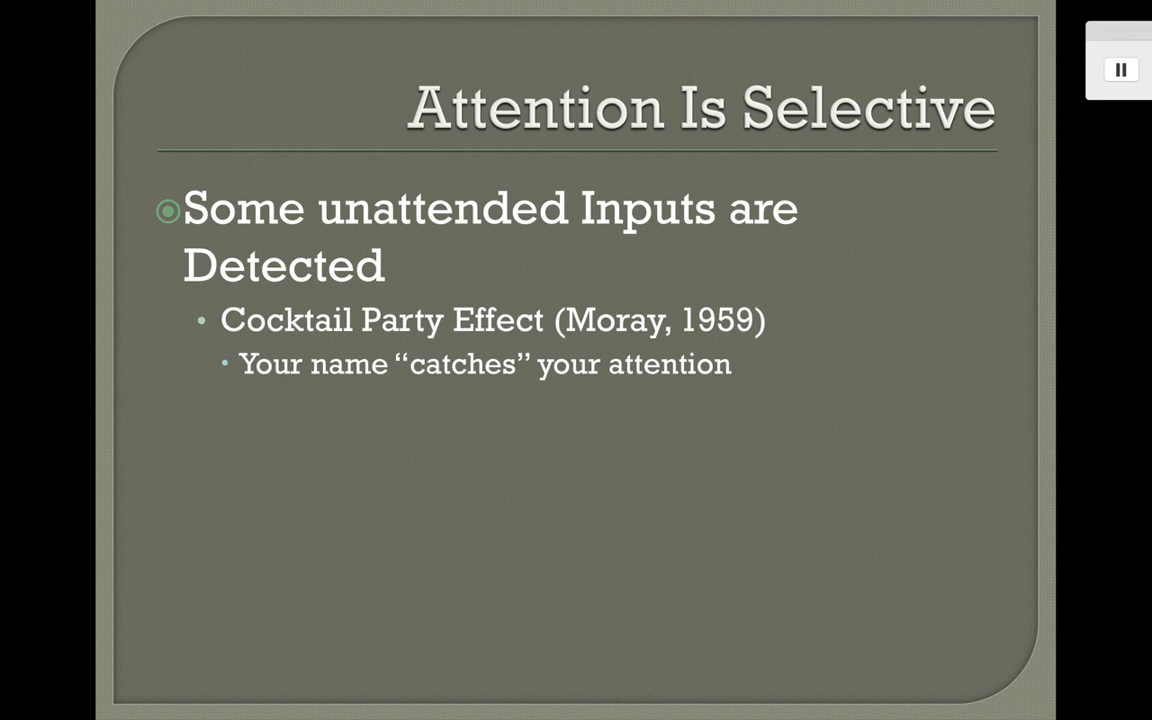 Attention Is Selective
Some unattended Inputs are
Detected
Cocktail Party Effect (Moray, 1959)
Your name “catches” your attention